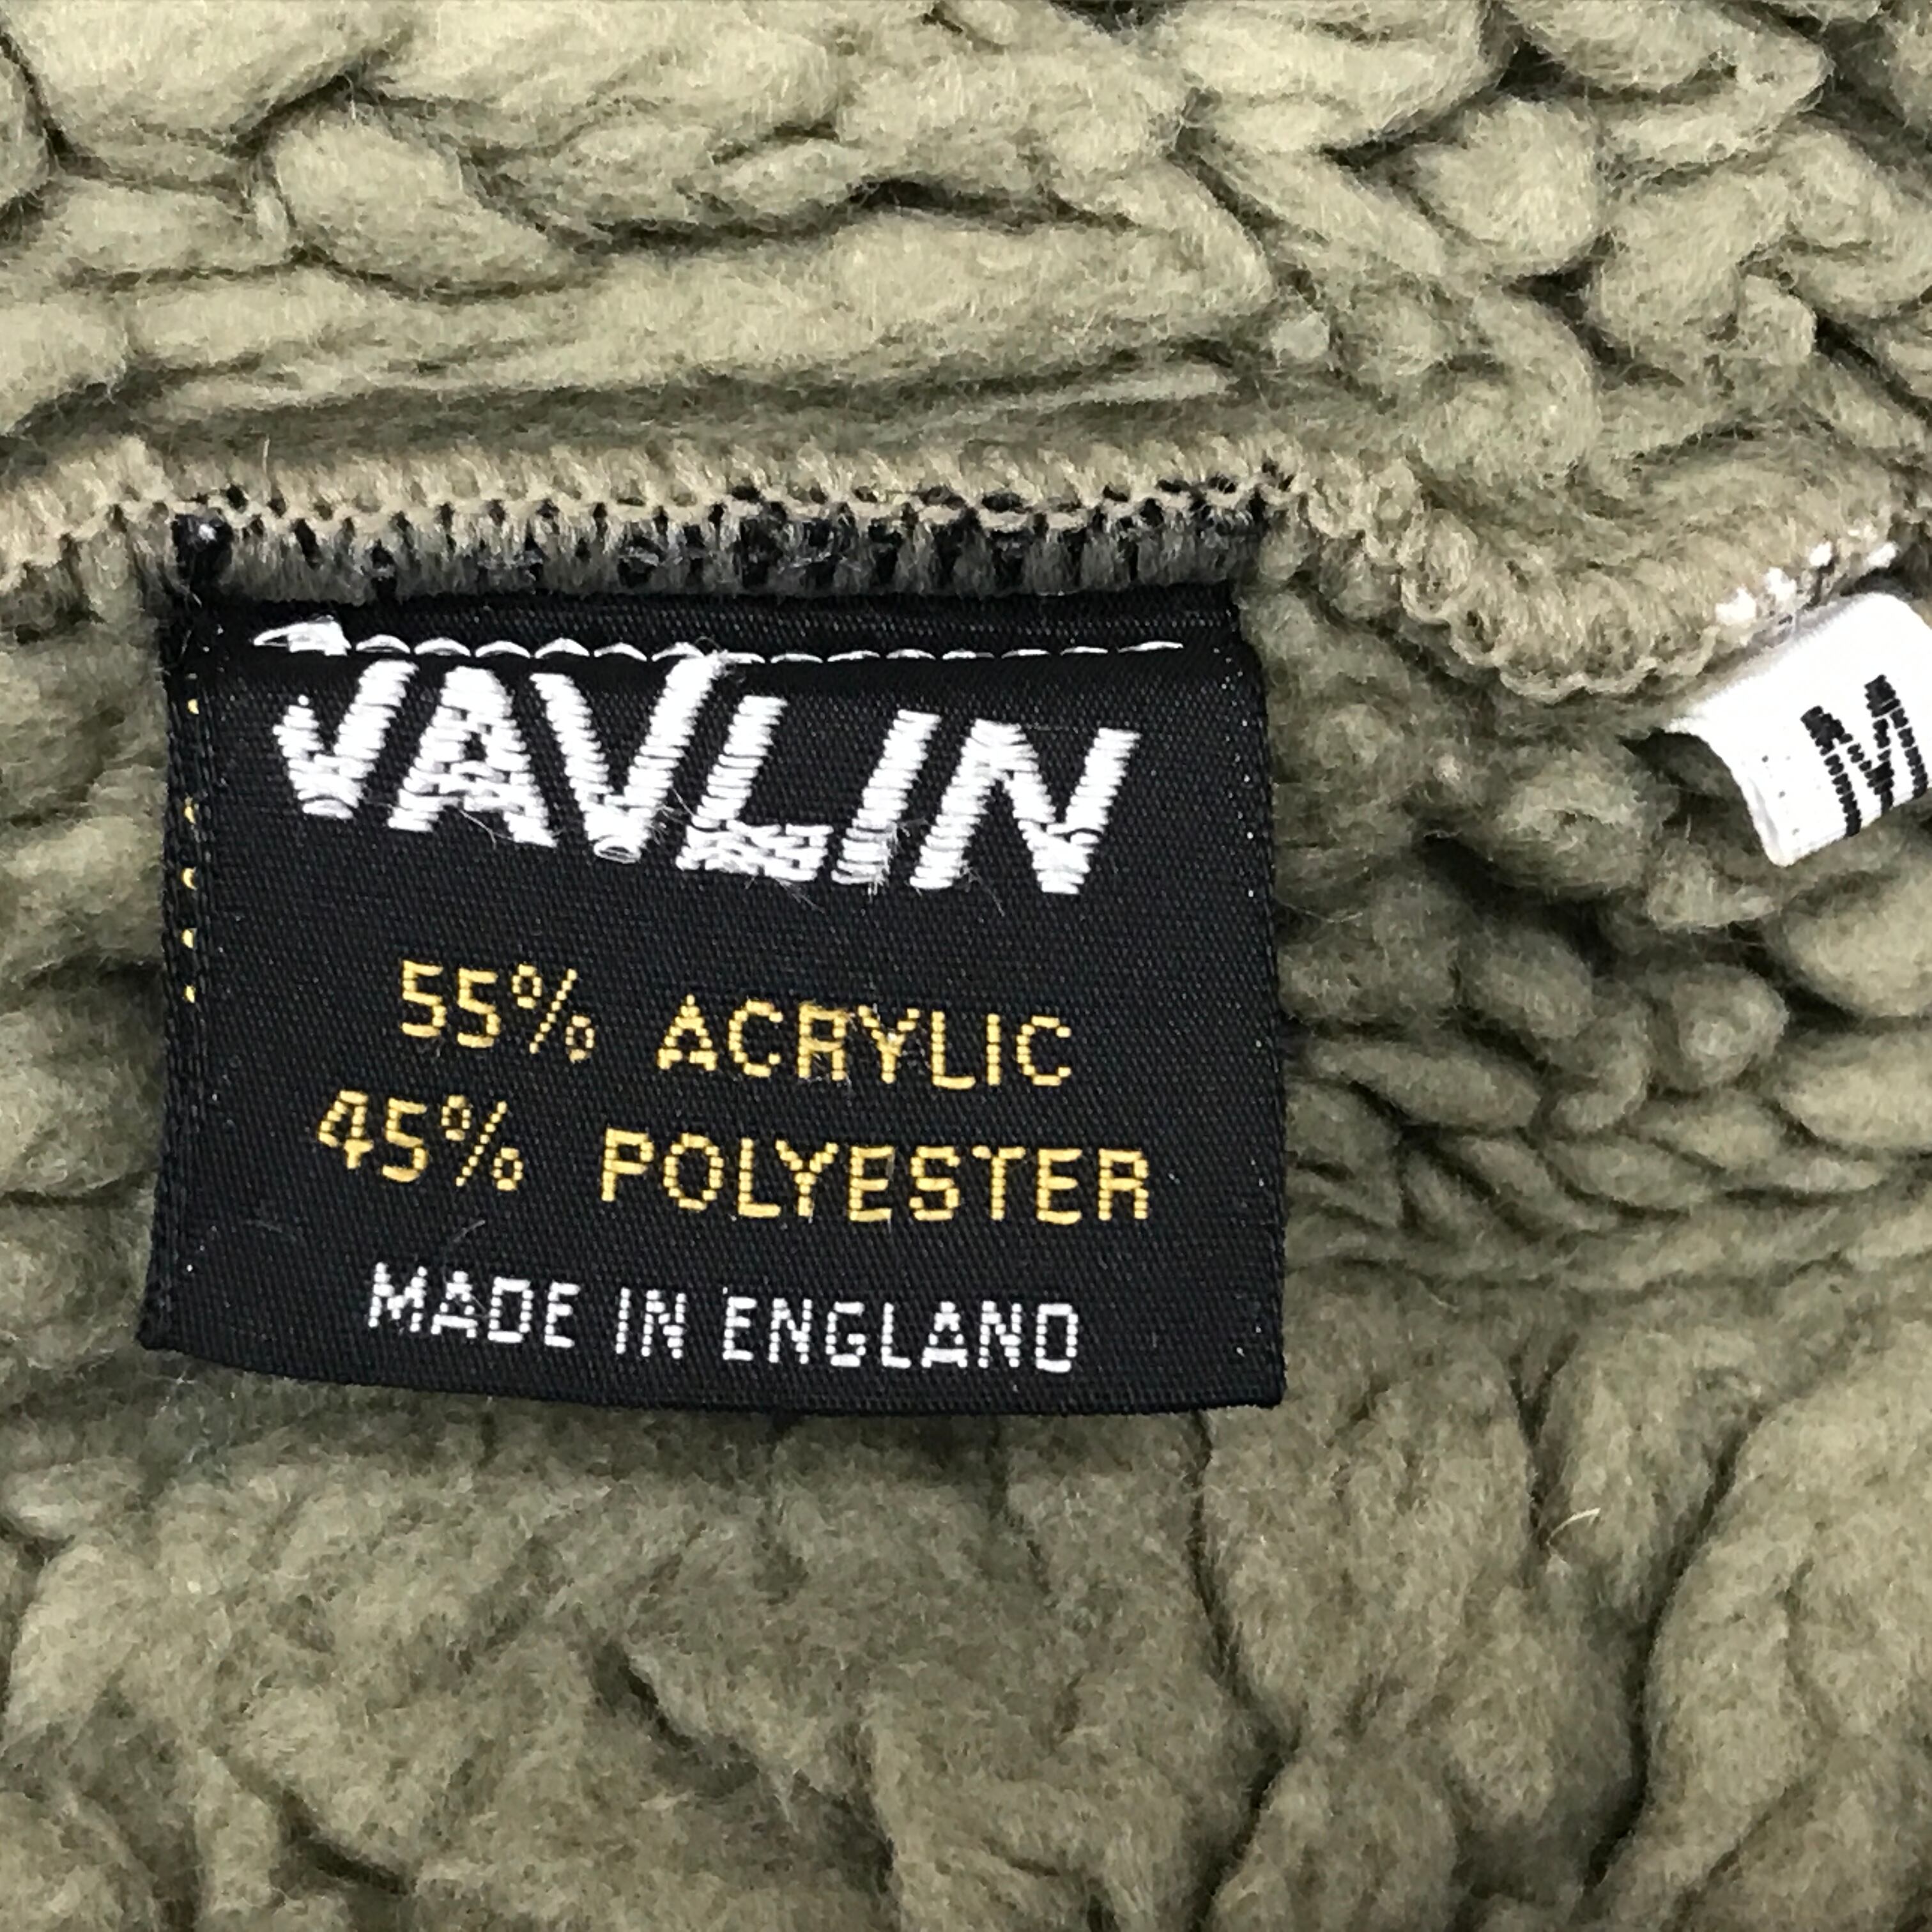 JAVLIN
55% ACRYLIC
45% POLYESTER
MADE IN ENGLAND
M